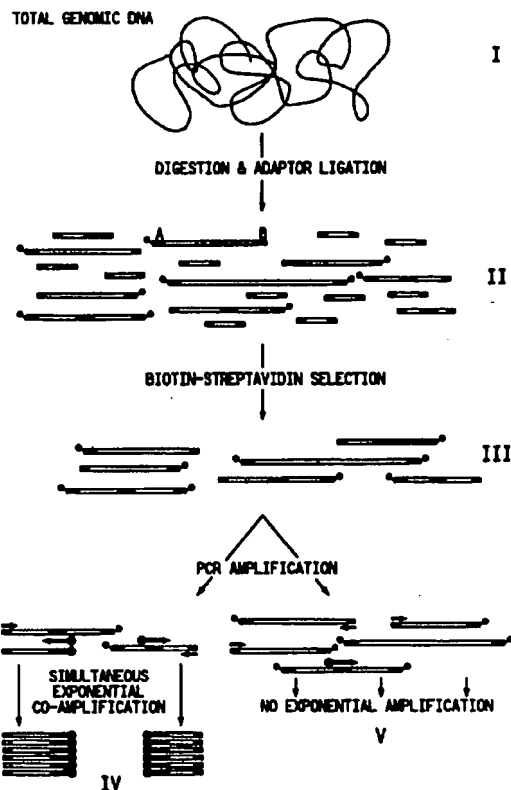 TOTAL GENOMIC DNA
I
DIGESTION & ADAPTOR LIGATION
A B
II
BIOTIN-STREPTAVIDIN SELECTION
III
PCR AMPLIFICATION
SIMULTANEOUS
EXPONENTIAL
CO-AMPLIFICATION
NO EXPONENTIAL AMPLIFICATION
IV
V